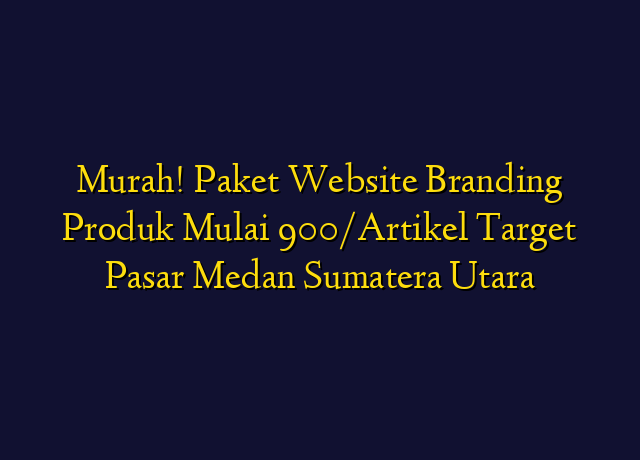 Murah! Paket Website Branding
Produk Mulai 900/Artikel Target
Pasar Medan Sumatera Utara